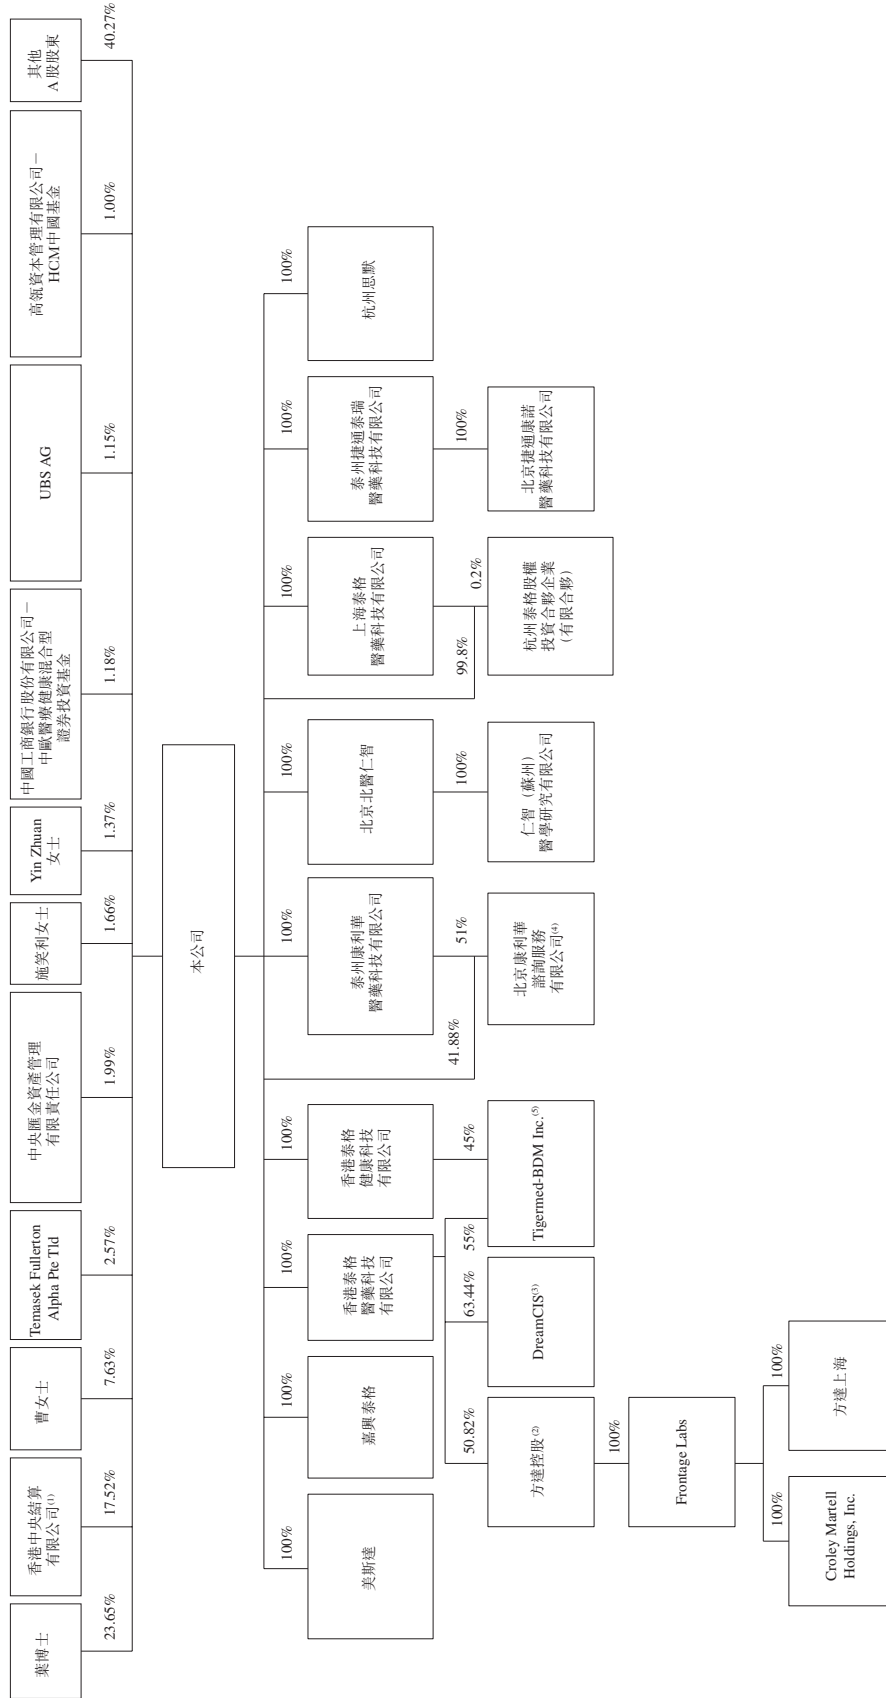 葉博士
香港中央結算
有限公司(1)
曹女士
Temasek Fullerton
Alpha Pte Tld
中央匯金資產管理
有限責任公司
施笑利女士
Yin Zhuan
女士
中國工商銀行股份有限公司－
中歐醫療健康混合型
證券投資基金
UBS AG
高瓴資本管理有限公司－
HCM中國基金
其他
A股股東
23.65%
17.52%
7.63%
2.57%
1.99%
1.66%
1.37%
1.18%
1.15%
1.00%
40.27%
本公司
100%
100%
100%
100%
100%
100%
100%
100%
100%
美斯達
嘉興泰格
香港泰格
醫藥科技
有限公司
香港泰格
健康科技
有限公司
泰州康利華
醫藥科技有限公司
北京北醫仁智
上海泰格
醫藥科技有限公司
泰州捷通泰瑞
醫藥科技有限公司
杭州思默
50.82%
63.44%
55%
45%
41.88%
51%
100%
99.8%
0.2%
100%
方達控股(2)
DreamCIS(3)
Tigermed-BDM Inc.(5)
北京康利華
諮詢服務
有限公司(4)
仁智（蘇州）
醫學研究有限公司
杭州泰格股權
投資合夥企業
（有限合夥）
北京捷通康諾
醫藥科技有限公司
100%
Frontage Labs
100%
100%
Croley Martell
Holdings, Inc.
方達上海